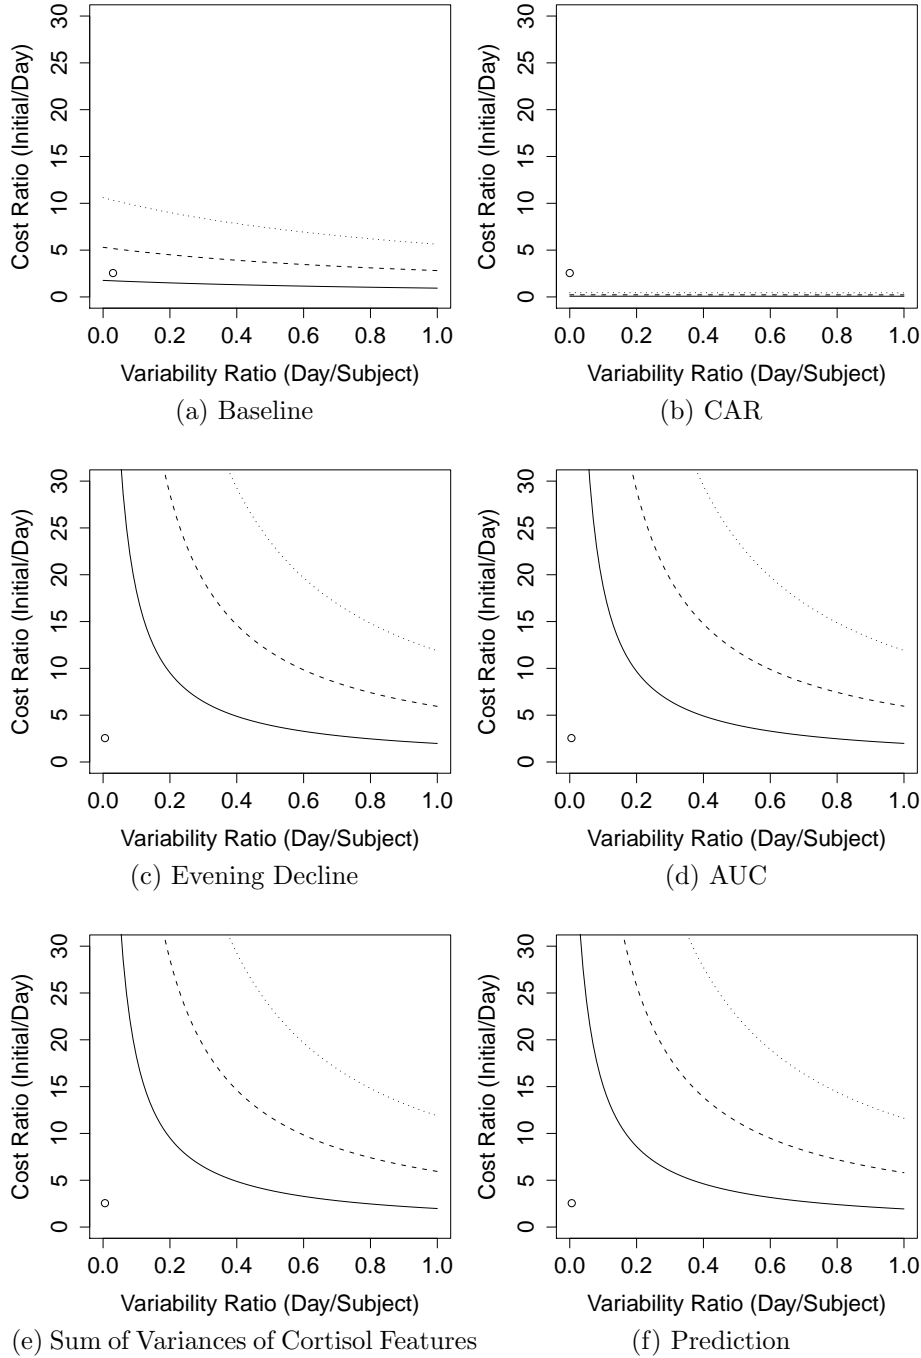 Cost Ratio (Initial/Day)
0 5 10 15 20 25 30
0.0 0.2 0.4 0.6 0.8 1.0
Variability Ratio (Day/Subject)
(a) Baseline
Cost Ratio (Initial/Day)
0 5 10 15 20 25 30
0.0 0.2 0.4 0.6 0.8 1.0
Variability Ratio (Day/Subject)
(b) CAR
Cost Ratio (Initial/Day)
0 5 10 15 20 25 30
0.0 0.2 0.4 0.6 0.8 1.0
Variability Ratio (Day/Subject)
(c) Evening Decline
Cost Ratio (Initial/Day)
0 5 10 15 20 25 30
0.0 0.2 0.4 0.6 0.8 1.0
Variability Ratio (Day/Subject)
(d) AUC
Cost Ratio (Initial/Day)
0 5 10 15 20 25 30
0.0 0.2 0.4 0.6 0.8 1.0
Variability Ratio (Day/Subject)
(e) Sum of Variances of Cortisol Features
Cost Ratio (Initial/Day)
0 5 10 15 20 25 30
0.0 0.2 0.4 0.6 0.8 1.0
Variability Ratio (Day/Subject)
(f) Prediction